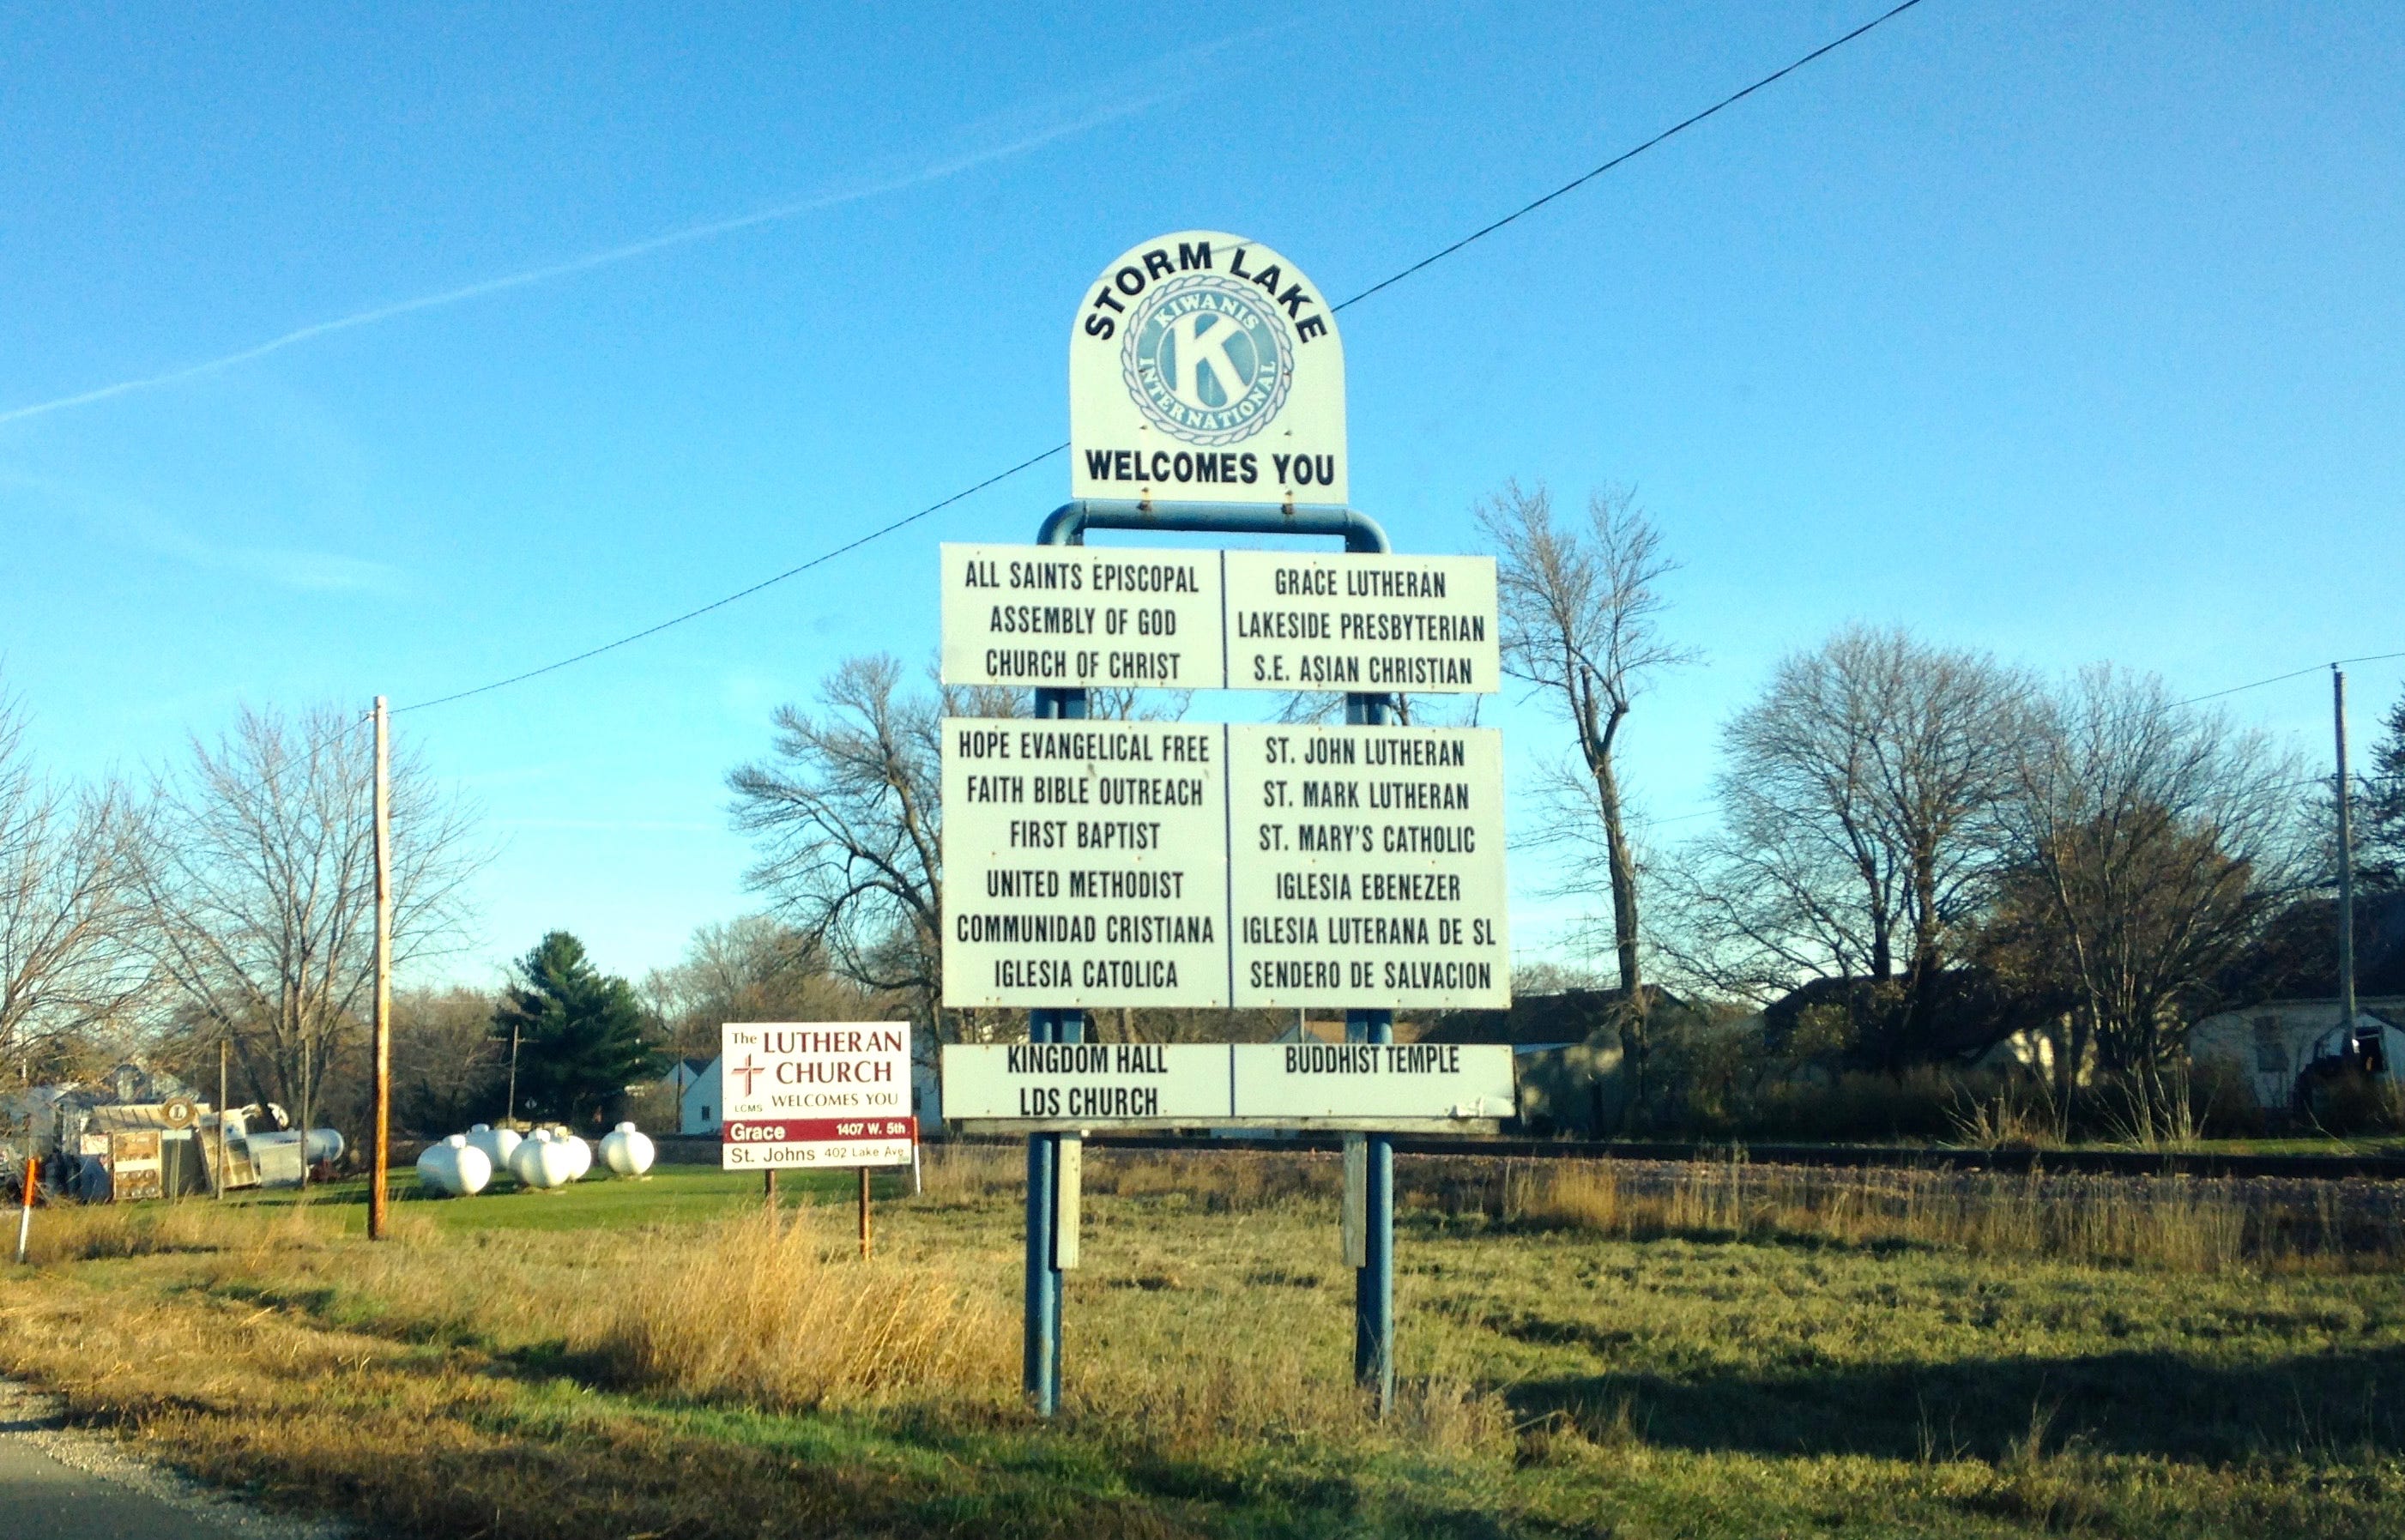 STORM LAKE
KIWANIS
K
INTERNATIONAL
WELCOMES YOU
ALL SAINTS EPISCOPAL
ASSEMBLY OF GOD
CHURCH OF CHRIST
GRACE LUTHERAN
LAKESIDE PRESBYTERIAN
S.E. ASIAN CHRISTIAN
HOPE EVANGELICAL FREE
FAITH BIBLE OUTREACH
FIRST BAPTIST
UNITED METHODIST
COMMUNIDAD CRISTIANA
IGLESIA CATOLICA
ST. JOHN LUTHERAN
ST. MARK LUTHERAN
ST. MARY'S CATHOLIC
IGLESIA EBENEZER
IGLESIA LUTERANA DE SL
SENDERO DE SALVACION
KINGDOM HALL
LDS CHURCH
BUDDHIST TEMPLE
The LUTHERAN
CHURCH
LCMS WELCOMES YOU
Grace 1407 W. 5th
St. Johns 402 Lake Ave
L